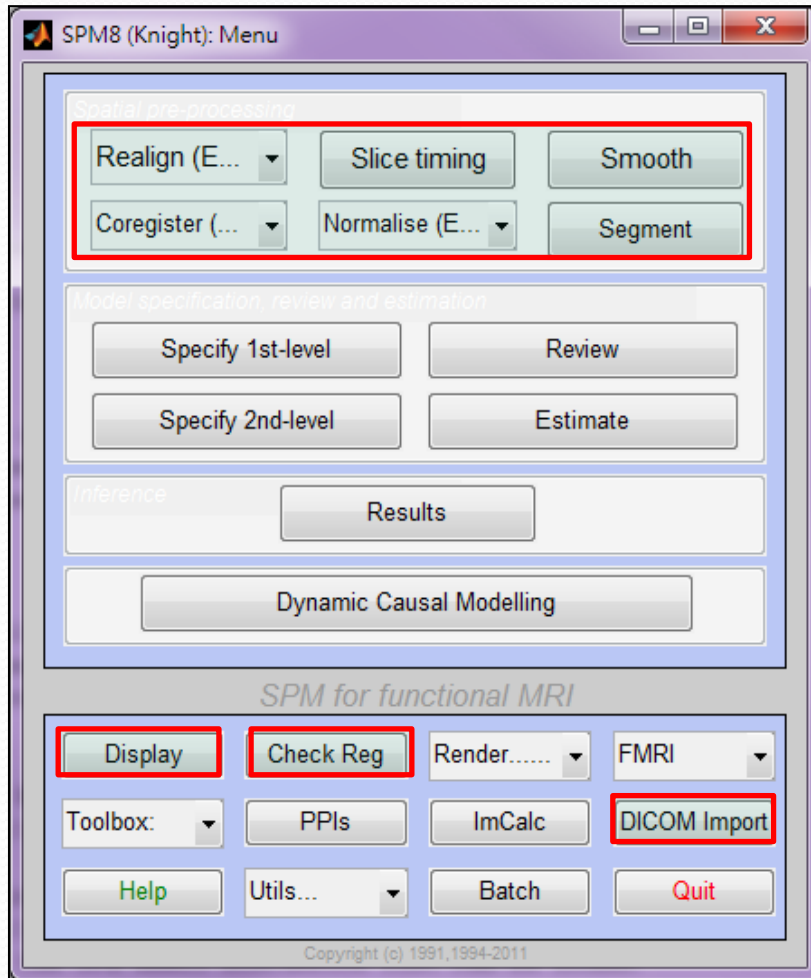 SPM8 (Knight): Menu
Spatial pre-processing
Realign (E... Slice timing Smooth
Coregister (... Normalise (E... Segment
Model specification, review and estimation
Specify 1st-level Review
Specify 2nd-level Estimate
Inference
Results
Dynamic Causal Modelling
SPM for functional MRI
Display Check Reg Render...... FMRI
Toolbox: PPIs ImCalc DICOM Import
Help Utils... Batch Quit
Copyright (c) 1991,1994-2011